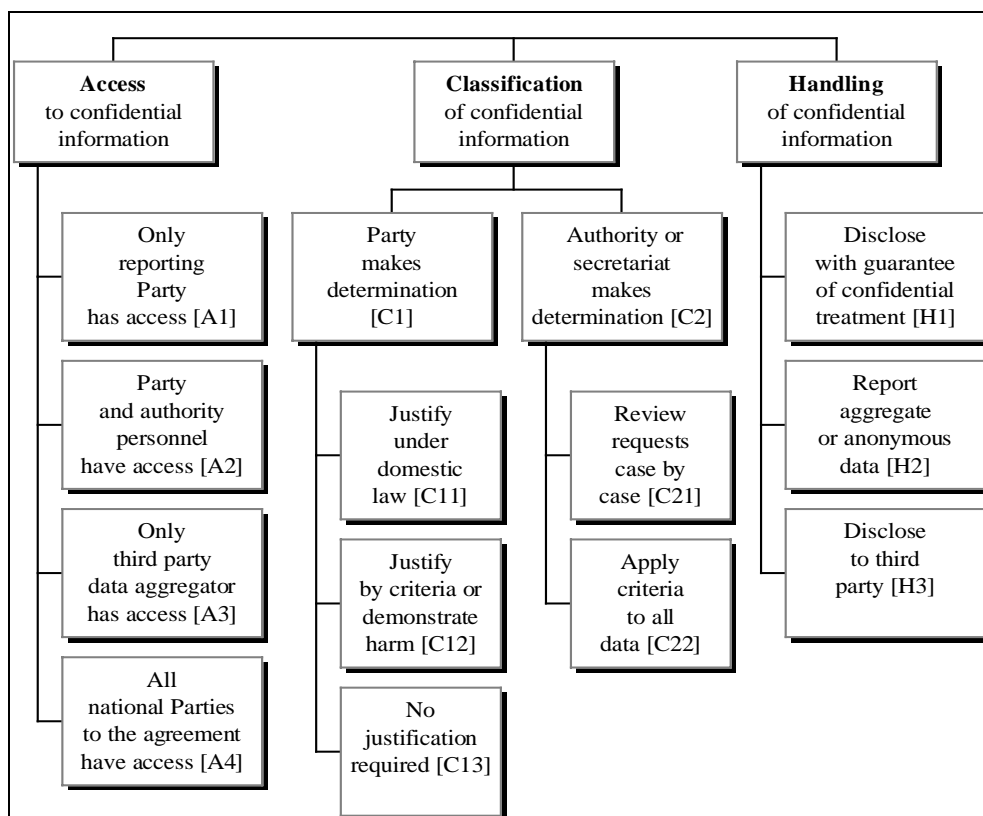 Access
to confidential
information
Classification
of confidential
information
Handling
of confidential
information
Only
reporting
Party
has access [A1]
Party
and authority
personnel
have access [A2]
Only
third party
data aggregator
has access [A3]
All
national Parties
to the agreement
have access [A4]
Party
makes
determination
[C1]
Justify
under
domestic
law [C11]
Justify
by criteria or
demonstrate
harm [C12]
No
justification
required [C13]
Authority or
secretariat
makes
determination [C2]
Review
requests
case by
case [C21]
Apply
criteria
to all
data [C22]
Disclose
with guarantee
of confidential
treatment [H1]
Report
aggregate
or anonymous
data [H2]
Disclose
to third
party [H3]